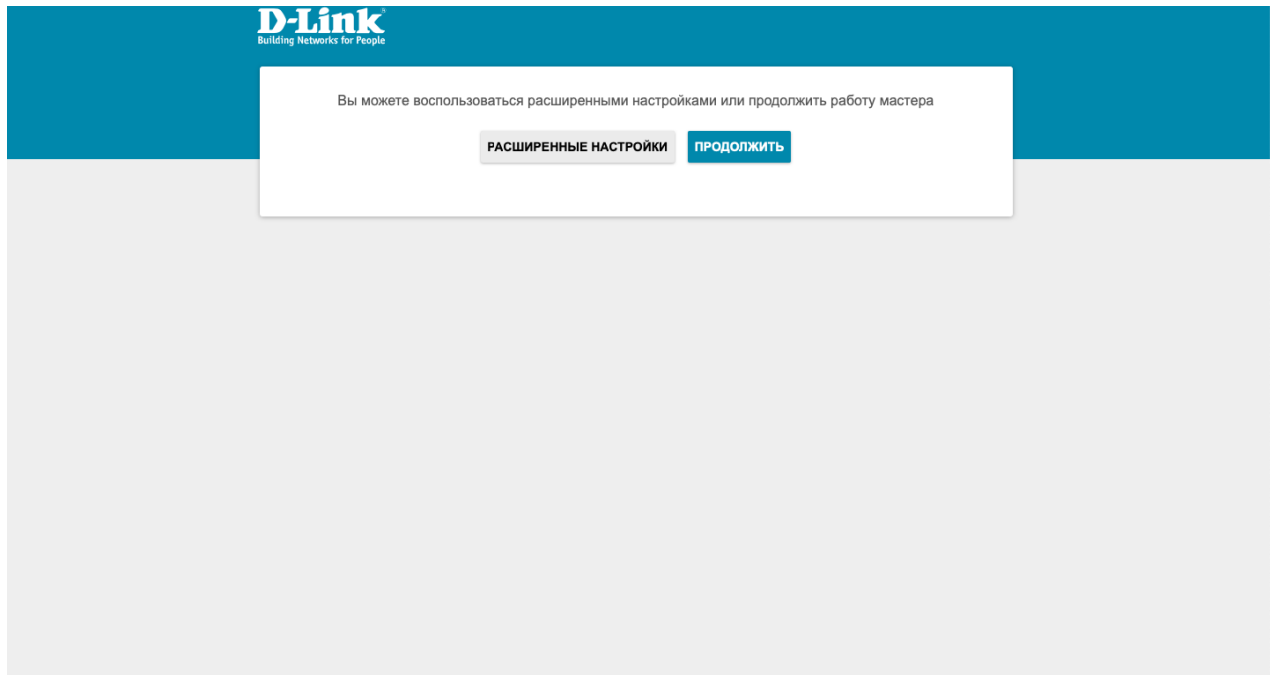 D-Link
Building Networks for People
Вы можете воспользоваться расширенными настройками или продолжить работу мастера
РАСШИРЕННЫЕ НАСТРОЙКИ ПРОДОЛЖИТЬ